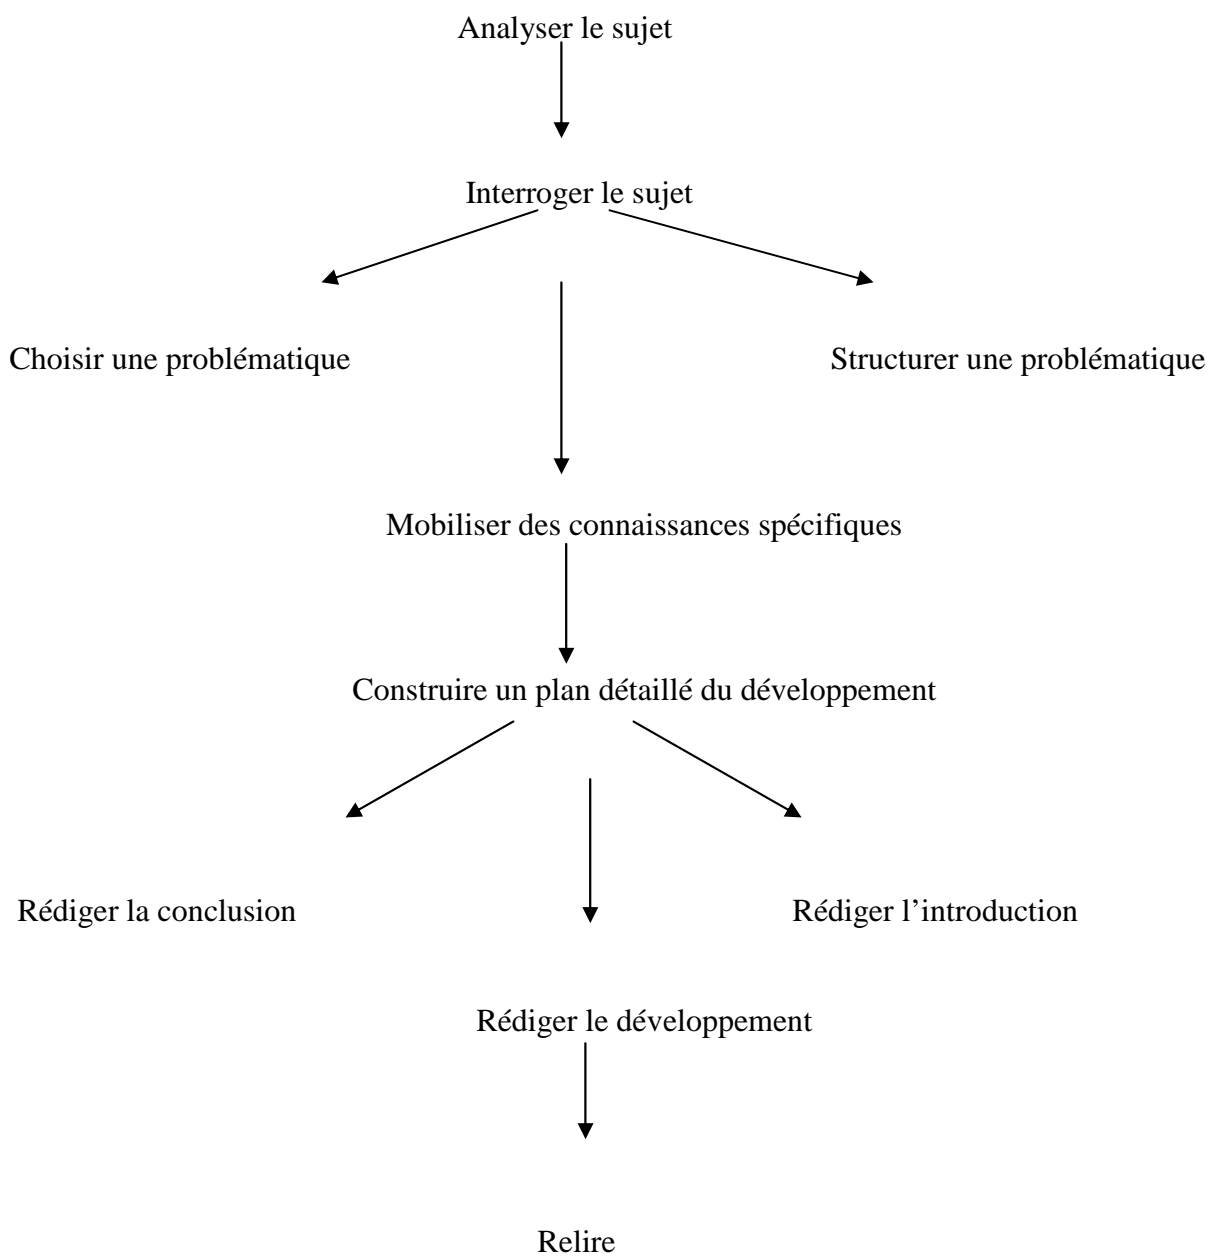 Analyser le sujet
Interroger le sujet
Choisir une problématique
Structurer une problématique
Mobiliser des connaissances spécifiques
Construire un plan détaillé du développement
Rédiger la conclusion
Rédiger l’introduction
Rédiger le développement
Relire